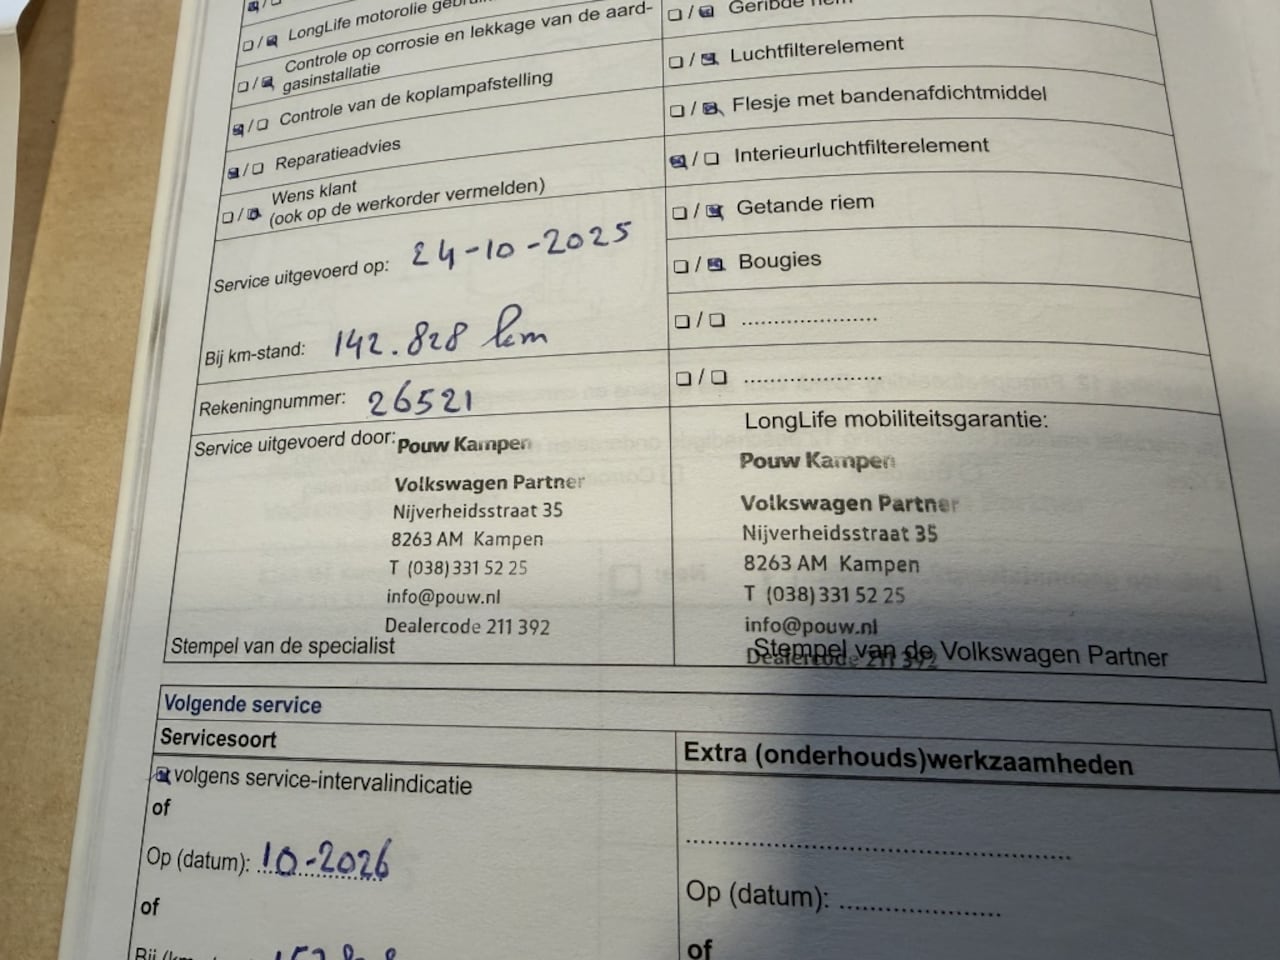 LongLife motorolie
Controle op corrosie en lekkage van de aard-
gasinstallatie
Controle van de koplampafstelling
Reparatieadvies
Wens klant
(ook op de werkorder vermelden)
Service uitgevoerd op: 24-10-2025
Bij km-stand: 142.828 km
Rekeningnummer: 26521
Geribde riem
Luchtfilterelement
Flesje met bandenafdichtmiddel
Interieurluchtfilterelement
Getande riem
Bougies
Service uitgevoerd door:
Pouw Kampen
Volkswagen Partner
Nijverheidsstraat 35
8263 AM Kampen
T (038) 331 52 25
info@pouw.nl
Dealercode 211 392
Stempel van de specialist
LongLife mobiliteitsgarantie:
Pouw Kampen
Volkswagen Partner
Nijverheidsstraat 35
8263 AM Kampen
T (038) 331 52 25
info@pouw.nl
Dealercode 211 392
Stempel van de Volkswagen Partner
Volgende service
Servicesoort
volgens service-intervalindicatie
of
Op (datum): 10-2026
of
Extra (onderhouds)werkzaamheden
Op (datum):
of